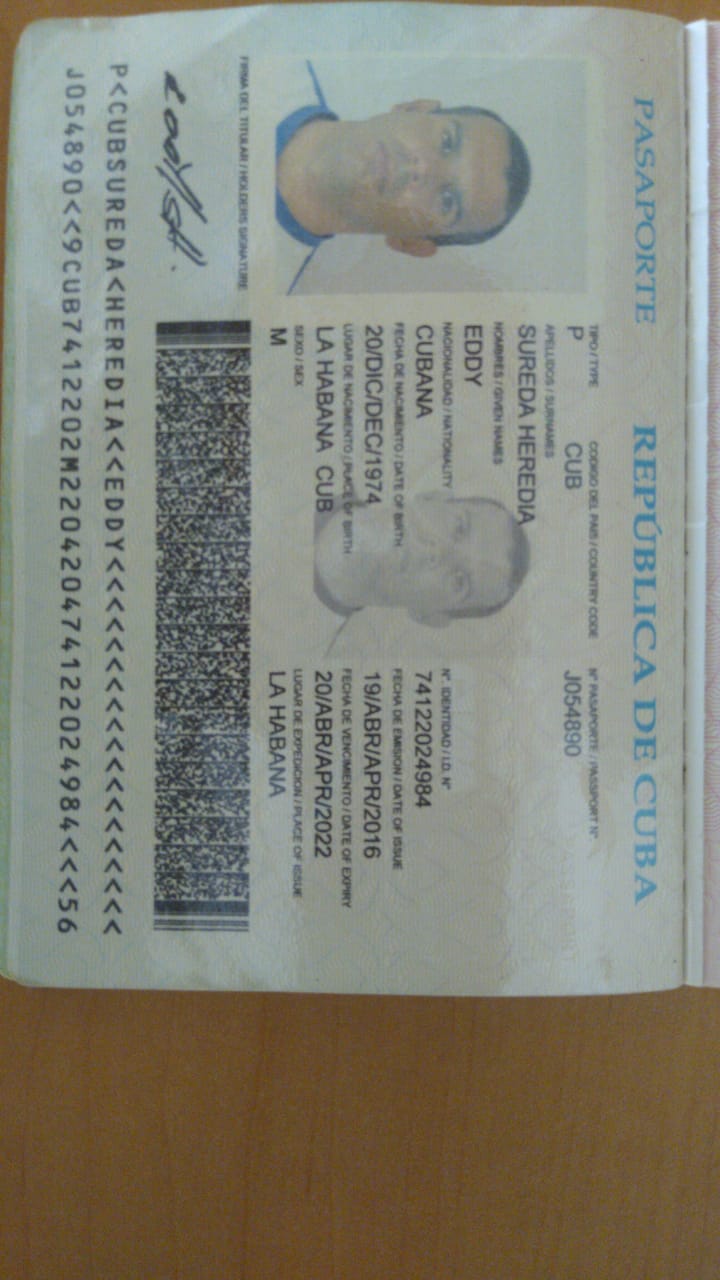 PASAPORTE REPÚBLICA DE CUBA
TIPO / TYPE CODIGO DEL PAIS / COUNTRY CODE Nº PASAPORTE / PASSPORT Nº
P CUB J054890
APELLIDOS / SURNAMES
SUREDA HEREDIA
NOMBRES / GIVEN NAMES
EDDY
NACIONALIDAD / NATIONALITY Nº. IDENTIDAD / I.D. Nº
CUBANA 74122024984
FECHA DE NACIMIENTO / DATE OF BIRTH FECHA DE EMISION / DATE OF ISSUE
20/DIC/DEC/1974 19/ABR/APR/2016
LUGAR DE NACIMIENTO / PLACE OF BIRTH FECHA DE VENCIMIENTO / DATE OF EXPIRY
LA HABANA CUB 20/ABR/APR/2022
SEXO / SEX LUGAR DE EXPEDICION / PLACE OF ISSUE
M LA HABANA
FIRMA DEL TITULAR / HOLDERS SIGNATURE
P<CUBSUREDA<HEREDIA<<EDDY<<<<<<<<<<<<<<<<<<<
J054890<<9CUB7412202M22042047412202498​4<<<56